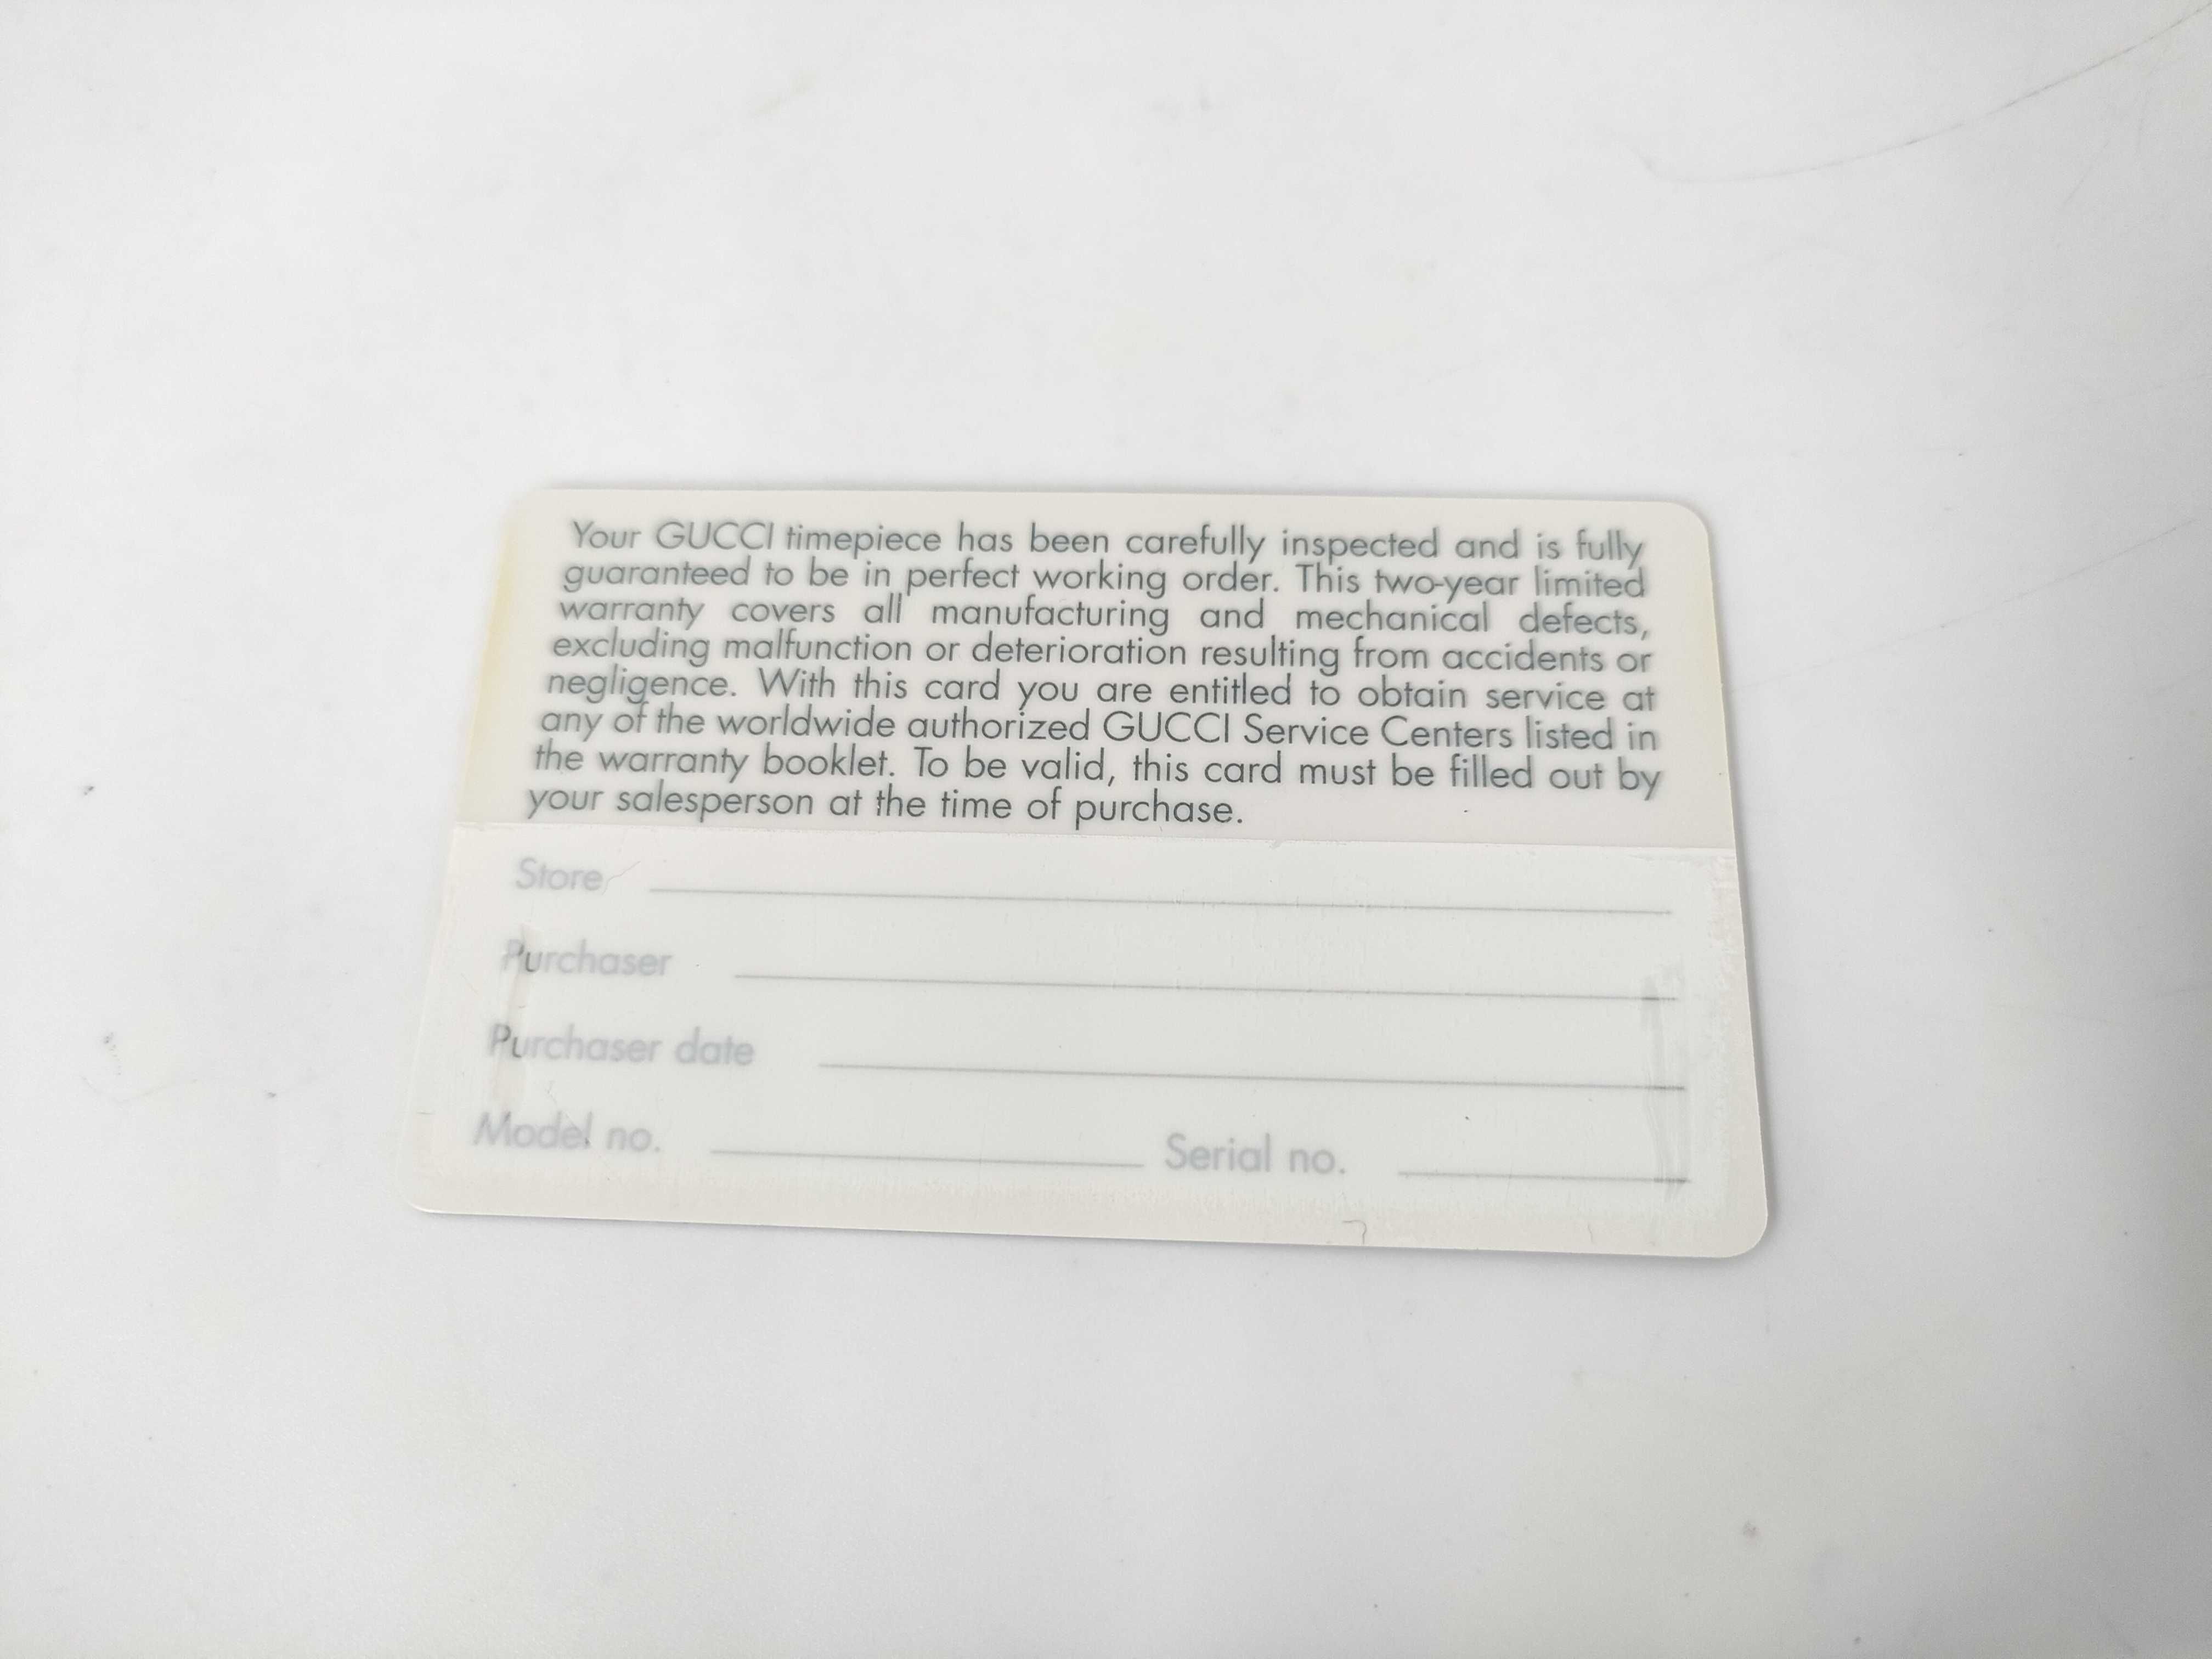 Your GUCCI timepiece has been carefully inspected and is fully
guaranteed to be in perfect working order. This two-year limited
warranty covers all manufacturing and mechanical defects,
excluding malfunction or deterioration resulting from accidents or
negligence. With this card you are entitled to obtain service at
any of the worldwide authorized GUCCI Service Centers listed in
the warranty booklet. To be valid, this card must be filled out by
your salesperson at the time of purchase.
Store
Purchaser
Purchaser date
Model no. Serial no.